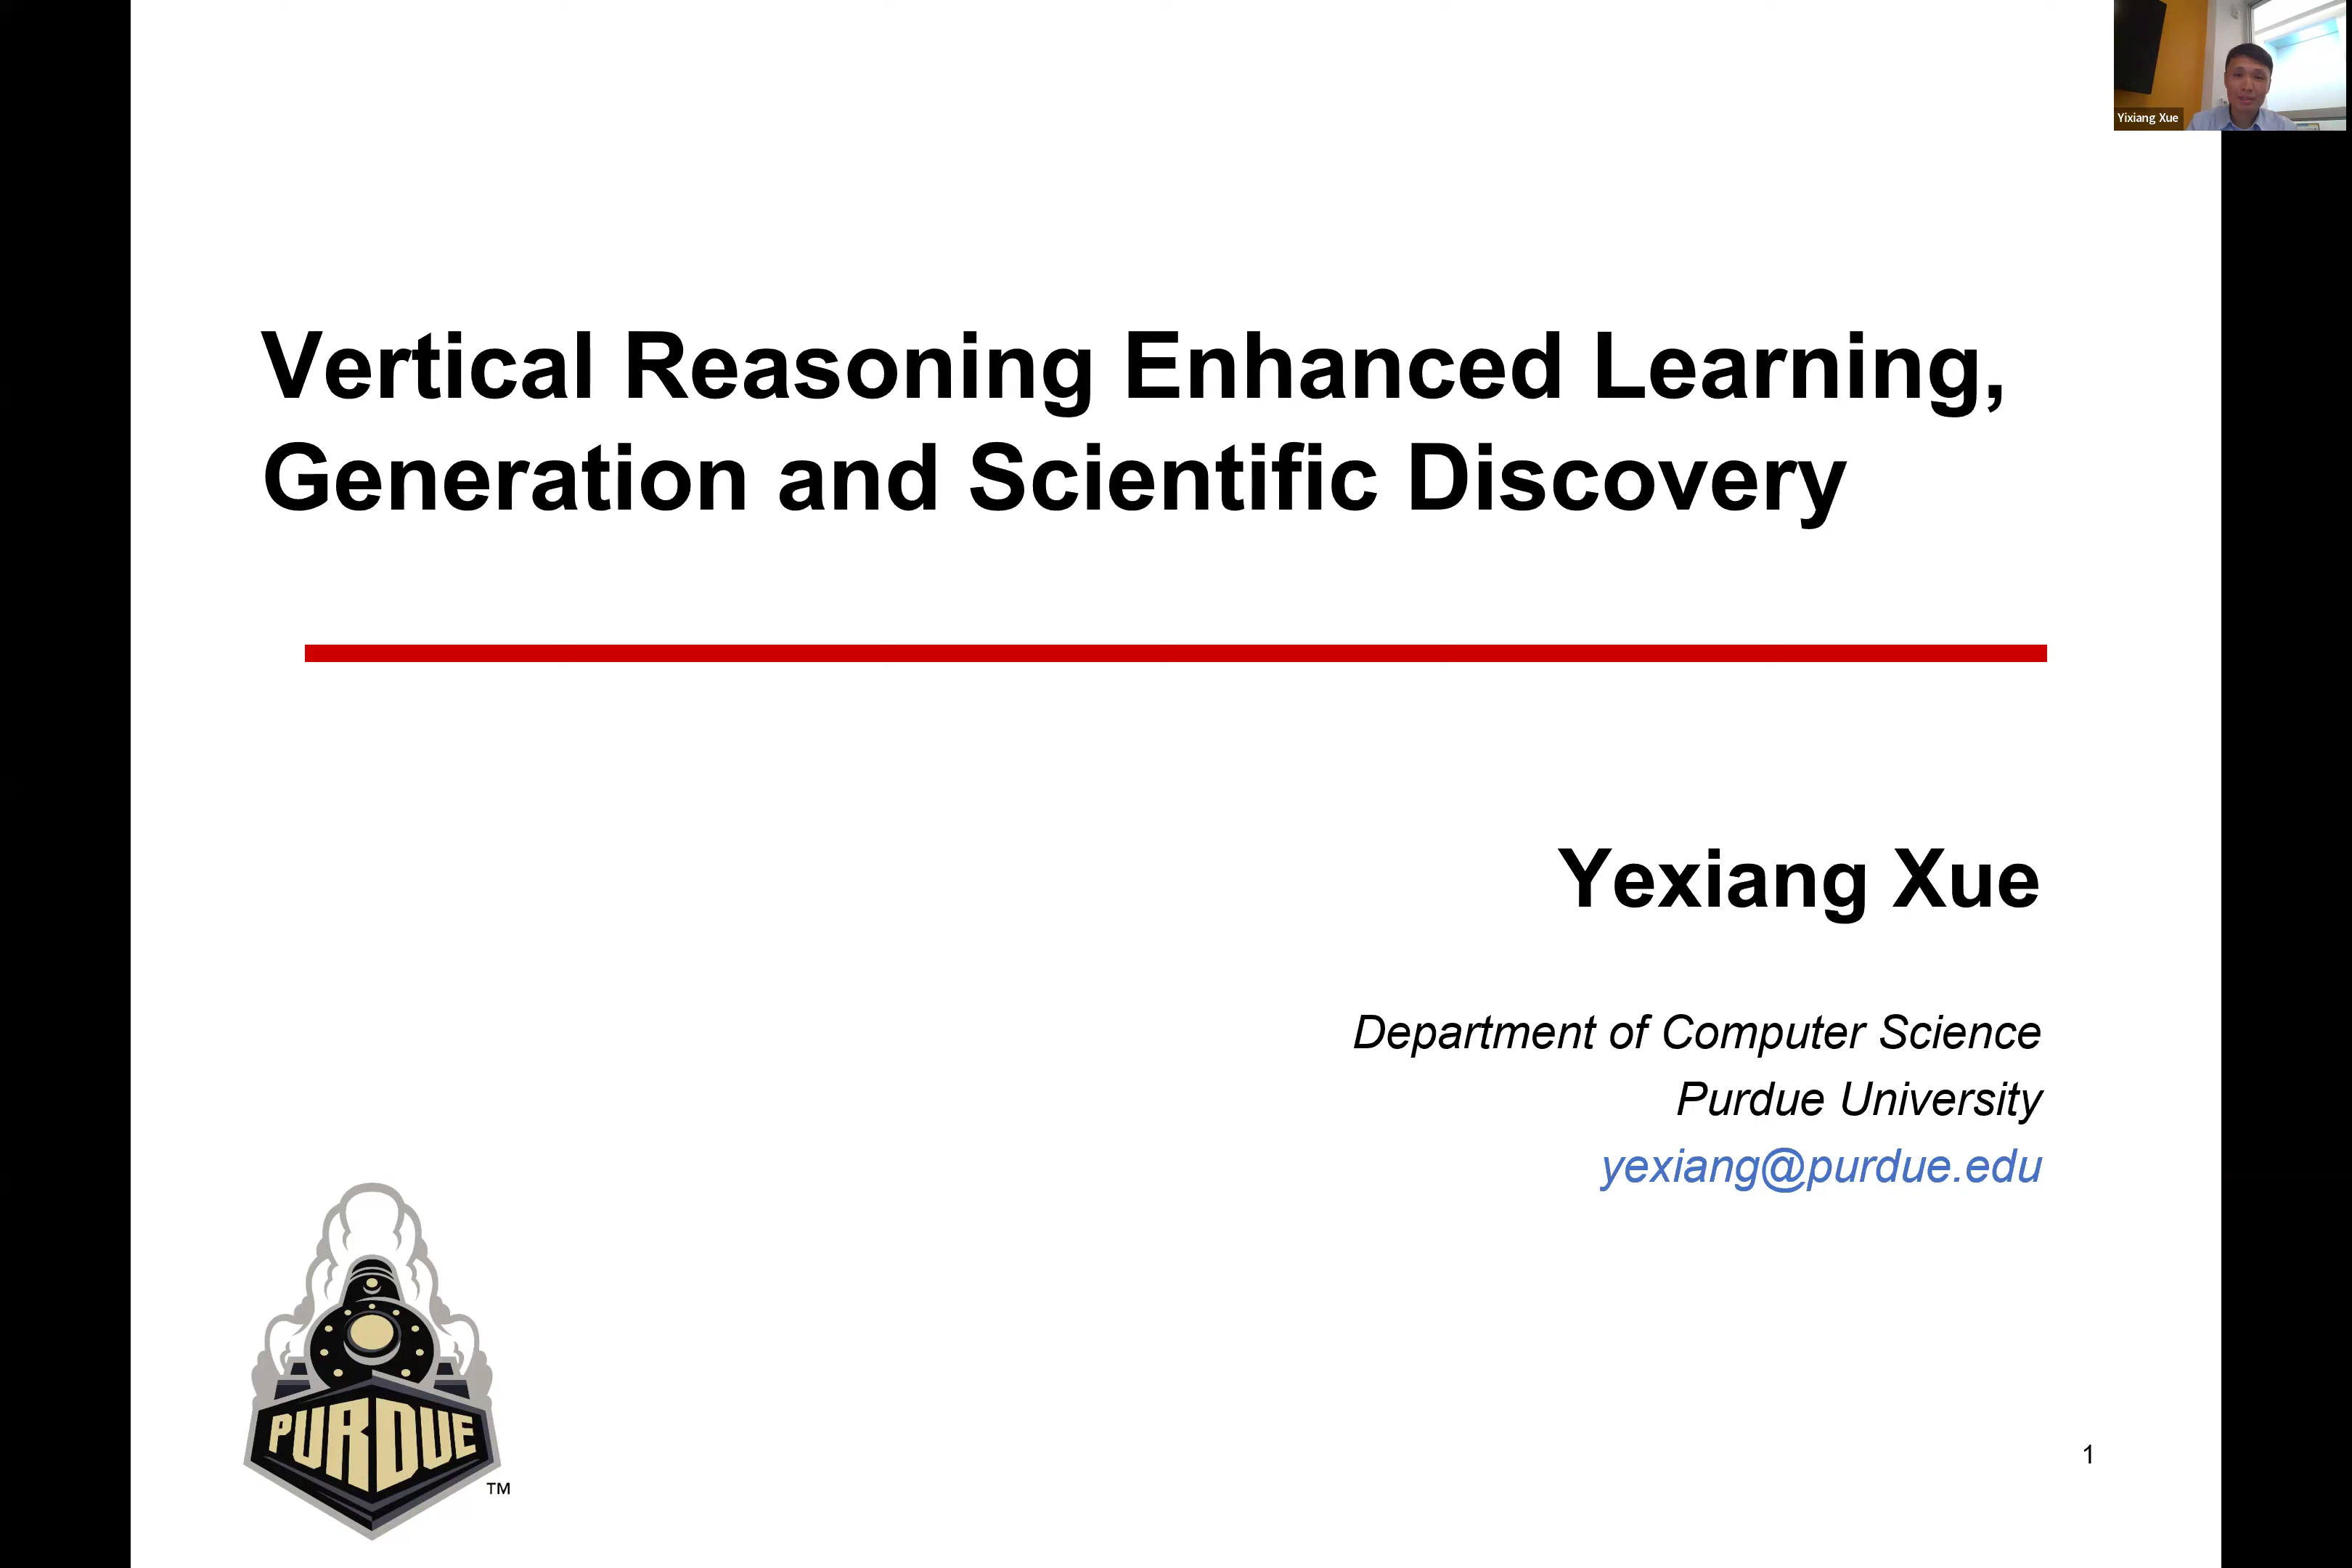 Yixiang Xue
Vertical Reasoning Enhanced Learning,
Generation and Scientific Discovery
Yexiang Xue
Department of Computer Science
Purdue University
yexiang@purdue.edu
PURDUE
TM
1